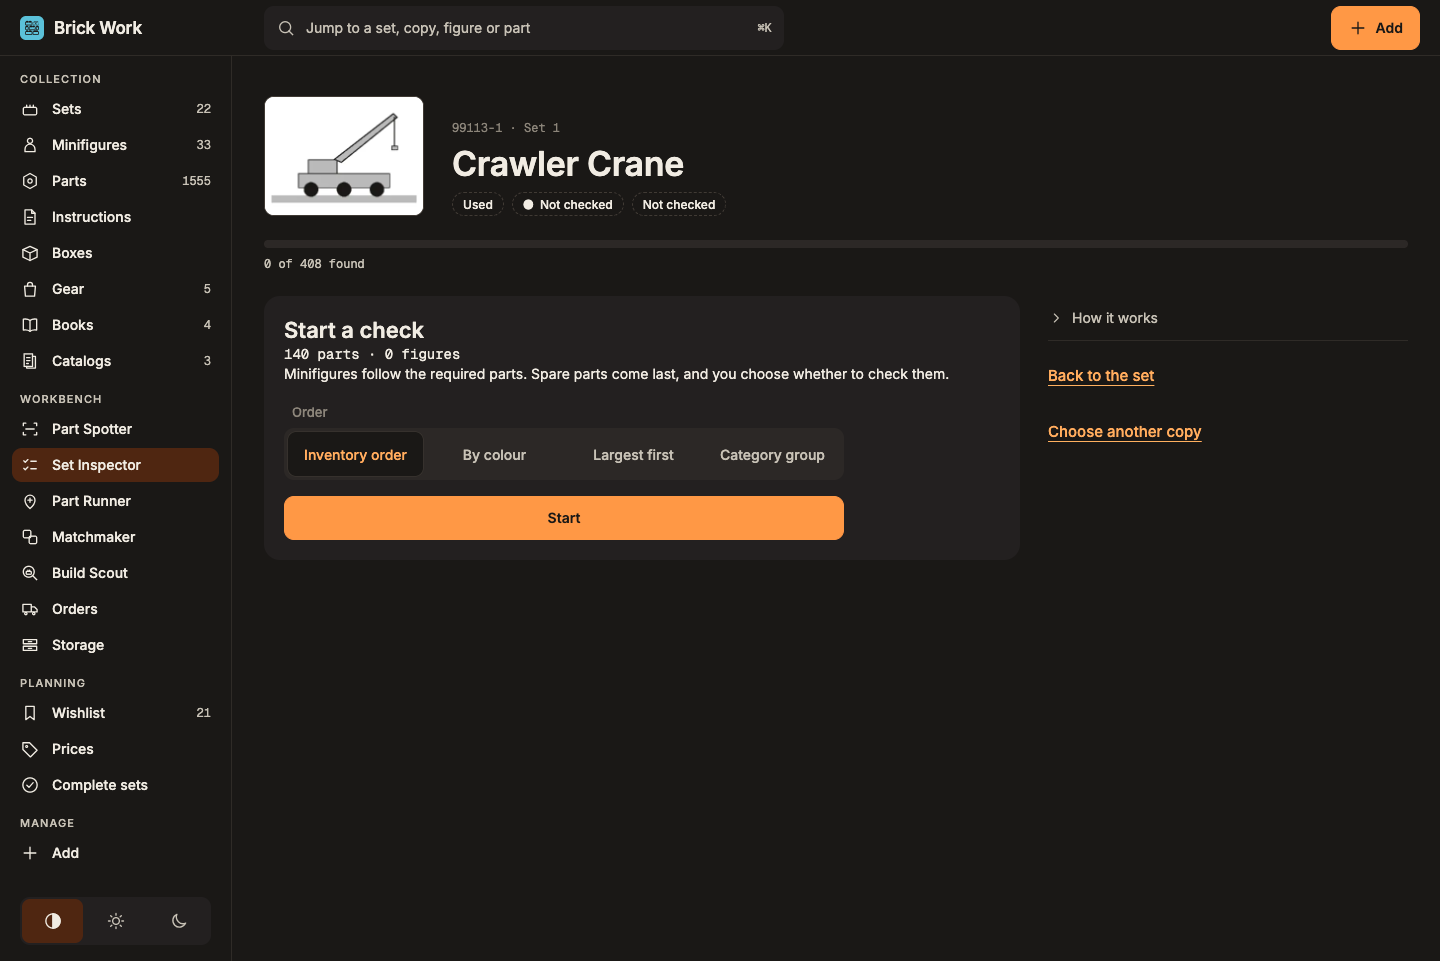 Brick Work
Jump to a set, copy, figure or part
⌘K
Add
COLLECTION
Sets 22
Minifigures 33
Parts 1555
Instructions
Boxes
Gear 5
Books 4
Catalogs 3
WORKBENCH
Part Spotter
Set Inspector
Part Runner
Matchmaker
Build Scout
Orders
Storage
PLANNING
Wishlist 21
Prices
Complete sets
MANAGE
Add
99113-1 · Set 1
Crawler Crane
Used
Not checked
Not checked
0 of 408 found
Start a check
140 parts · 0 figures
Minifigures follow the required parts. Spare parts come last, and you choose whether to check them.
Order
Inventory order
By colour
Largest first
Category group
Start
How it works
Back to the set
Choose another copy